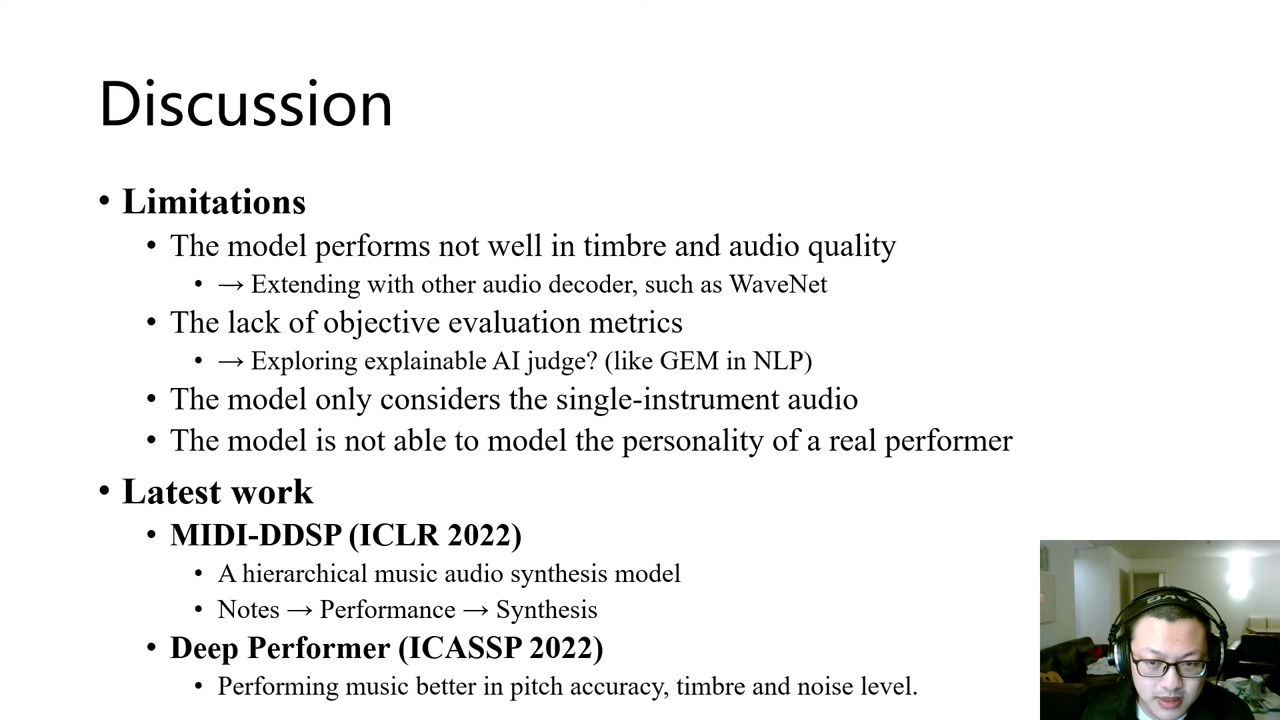 Discussion
• Limitations
• The model performs not well in timbre and audio quality
• → Extending with other audio decoder, such as WaveNet
• The lack of objective evaluation metrics
• → Exploring explainable AI judge? (like GEM in NLP)
• The model only considers the single-instrument audio
• The model is not able to model the personality of a real performer
• Latest work
• MIDI-DDSP (ICLR 2022)
• A hierarchical music audio synthesis model
• Notes → Performance → Synthesis
• Deep Performer (ICASSP 2022)
• Performing music better in pitch accuracy, timbre and noise level.